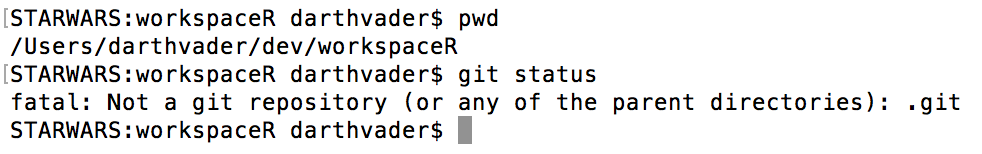 [STARWARS:workspaceR darthvader$ pwd
/Users/darthvader/dev/workspaceR
[STARWARS:workspaceR darthvader$ git status
fatal: Not a git repository (or any of the parent directories): .git
STARWARS:workspaceR darthvader$